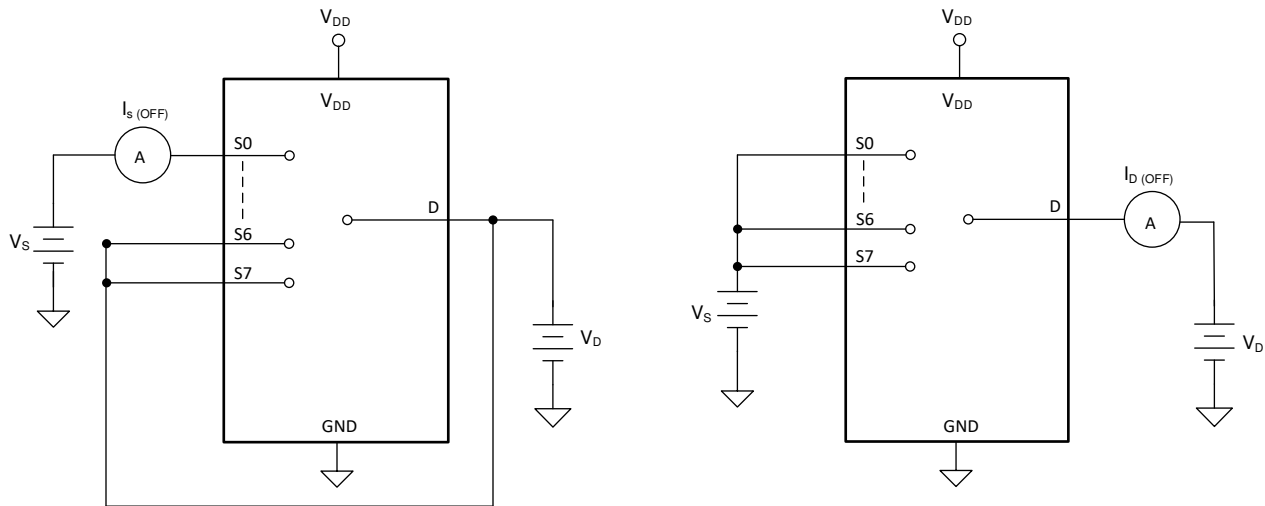 VDD
VDD
Is (OFF)
A
S0
S6
S7
D
VS
VD
GND
VDD
VDD
S0
S6
S7
D
ID (OFF)
A
VS
VD
GND